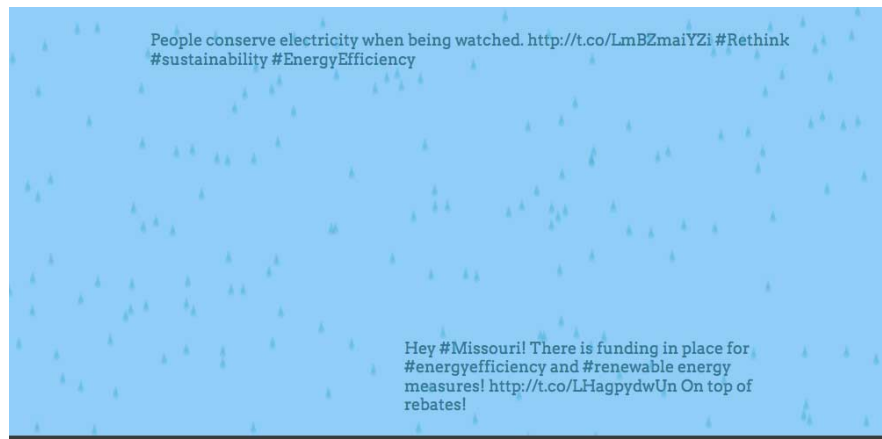 People conserve electricity when being watched. http://t.co/LmBZmaiYZi #Rethink
#sustainability #EnergyEfficiency
Hey #Missouri! There is funding in place for
#energyefficiency and #renewable energy
measures! http://t.co/LHagpydwUn On top of
rebates!